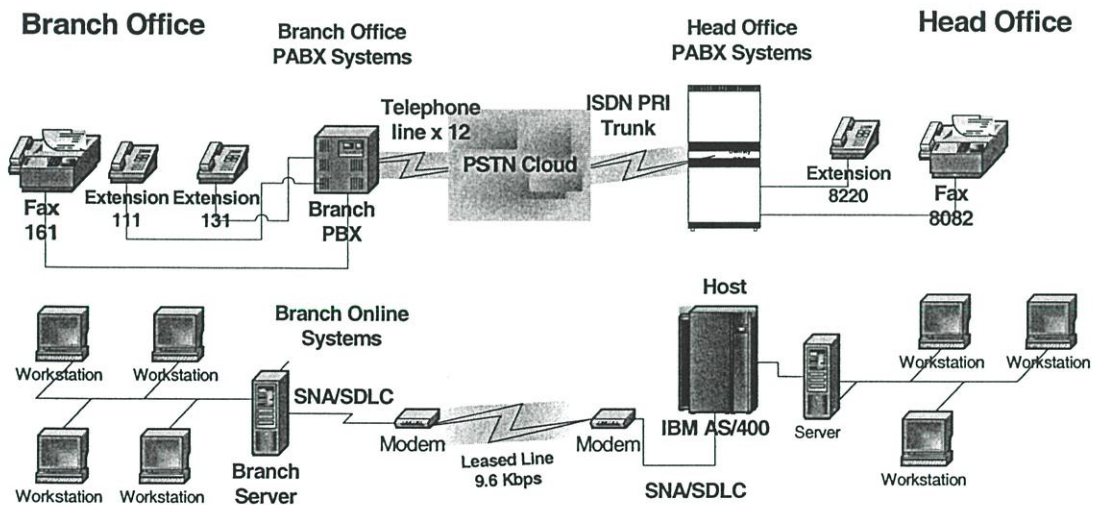 Branch Office
Branch Office
PABX Systems
Head Office
PABX Systems
Head Office
Telephone
line x 12
ISDN PRI
Trunk
PSTN Cloud
Fax
161
Extension
111
Extension
131
Branch
PBX
Extension
8220
Fax
8082
Branch Online
Systems
Host
Workstation
Workstation
Workstation
Workstation
SNA/SDLC
Modem
Modem
IBM AS/400
Server
Workstation
Workstation
Branch
Server
Leased Line
9.6 Kbps
SNA/SDLC
Workstation